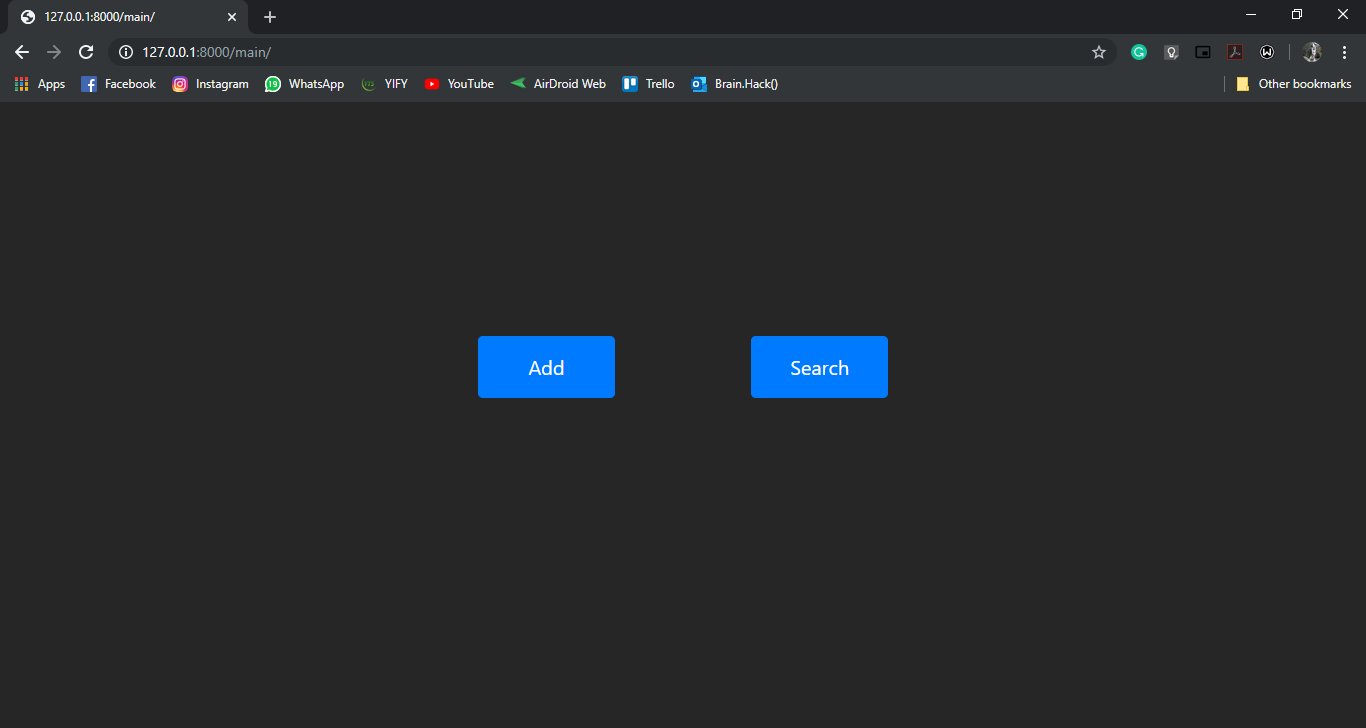 127.0.0.1:8000/main/
127.0.0.1:8000/main/
Apps Facebook Instagram 19 WhatsApp YIFY YouTube AirDroid Web Trello Brain.Hack() Other bookmarks
Add Search